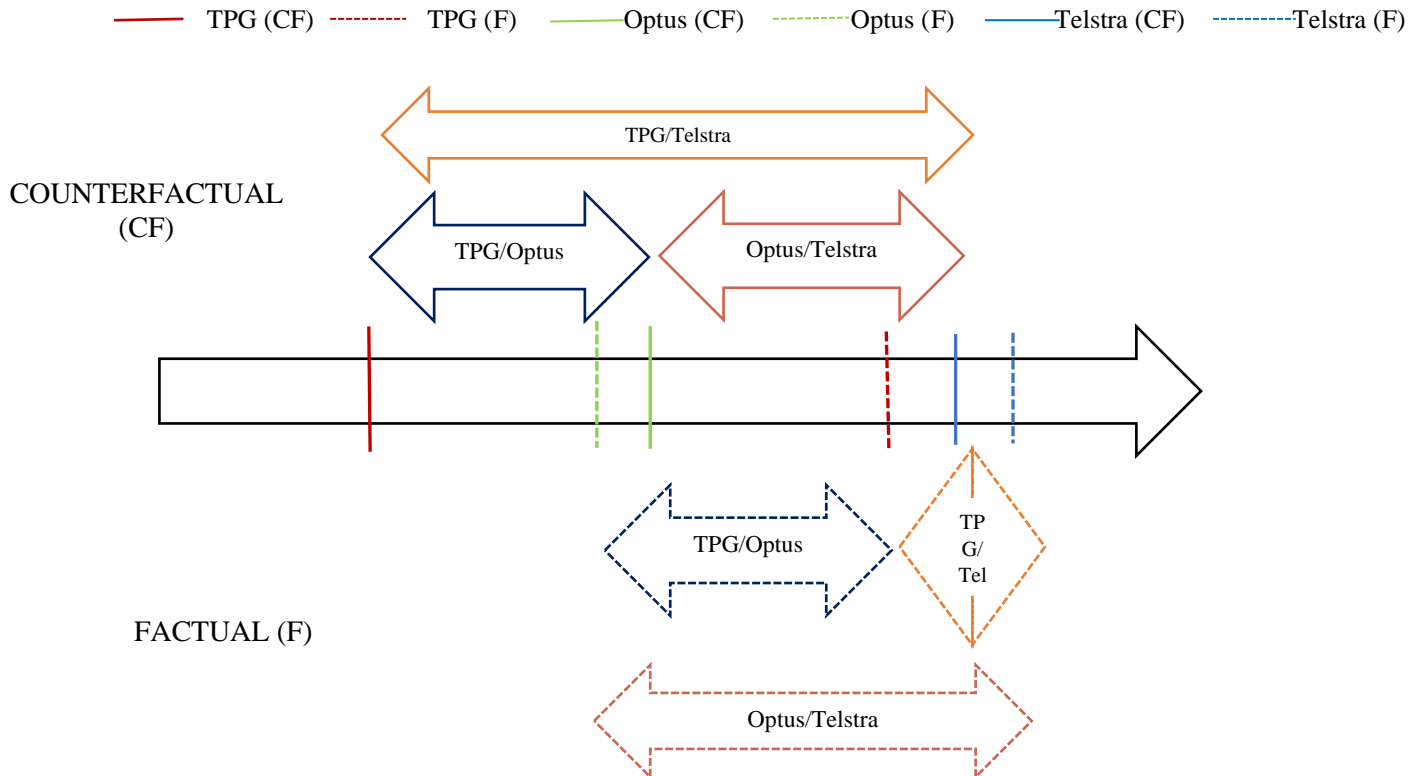 TPG (CF) TPG (F) Optus (CF) Optus (F) Telstra (CF) Telstra (F)
TPG/Telstra
COUNTERFACTUAL
(CF)
TPG/Optus
Optus/Telstra
TPG/Optus
TP
G/
Tel
FACTUAL (F)
Optus/Telstra